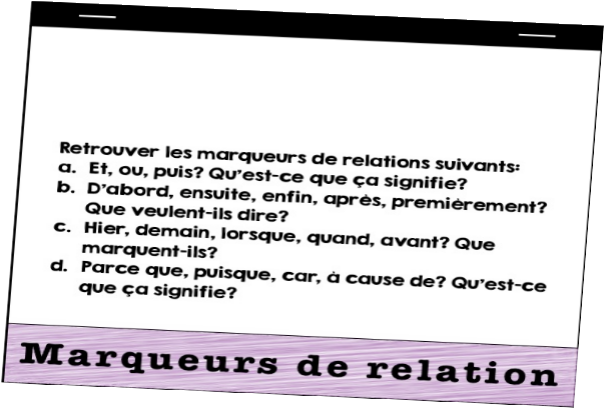 Retrouver les marqueurs de relations suivants:
a. Et, ou, puis? Qu'est-ce que ça signifie?
b. D'abord, ensuite, enfin, après, premièrement?
Que veulent-ils dire?
c. Hier, demain, lorsque, quand, avant? Que
marquent-ils?
d. Parce que, puisque, car, à cause de? Qu'est-ce
que ça signifie?
Marqueurs de relation